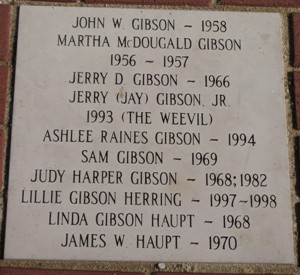 JOHN W. GIBSON - 1958
MARTHA McDOUGALD GIBSON
1956 - 1957
JERRY D. GIBSON - 1966
JERRY (JAY) GIBSON, JR.
1993 (THE WEEVIL)
ASHLEE RAINES GIBSON - 1994
SAM GIBSON - 1969
JUDY HARPER GIBSON - 1968;1982
LILLIE GIBSON HERRING - 1997-1998
LINDA GIBSON HAUPT - 1968
JAMES W. HAUPT - 1970